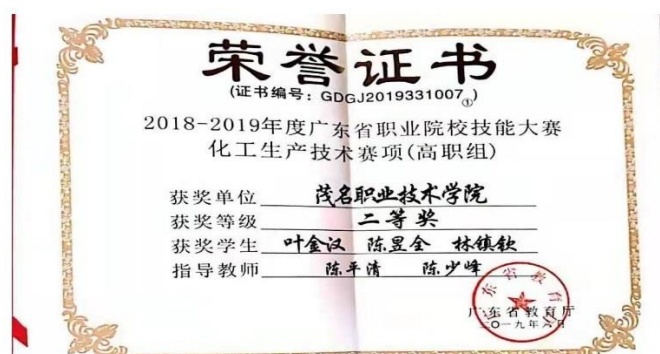 荣誉证书
(证书编号：GDGJ2019331007①)
2018-2019年度广东省职业院校技能大赛
化工生产技术赛项(高职组)
获奖单位 茂名职业技术学院
获奖等级 二等奖
获奖学生 叶金汉 陈昱全 林镇钦
指导教师 陈平清 陈少峰
广东省教育厅
二〇一九年六月